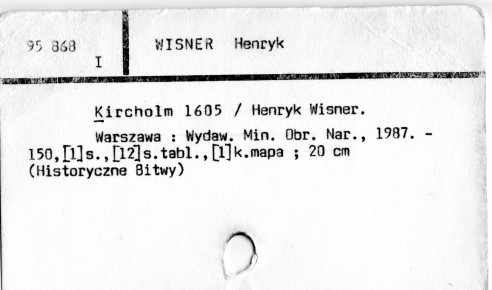 95 868 WISNER Henryk
I
Kircholm 1605 / Henryk Wisner.
Warszawa : Wydaw. Min. Obr. Nar., 1987. -
150,[1]s.,[12]s.tabl.,[1]k.mapa ; 20 cm
(Historyczne Bitwy)